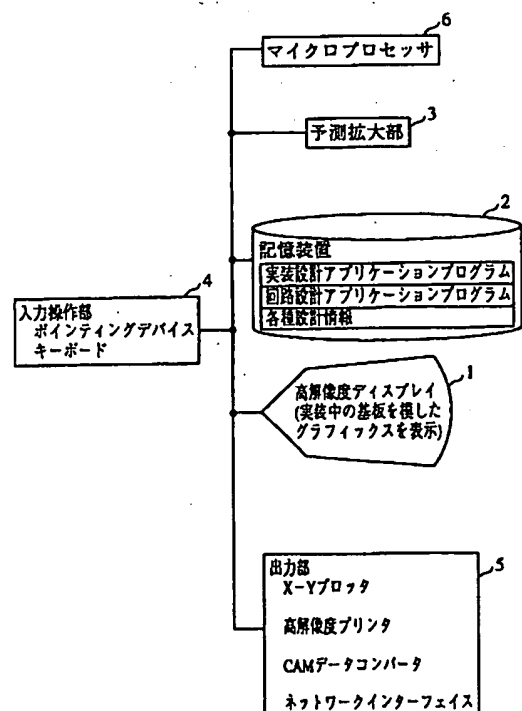 6
マイクロプロセッサ
3
予測拡大部
2
記憶装置
実装設計アプリケーションプログラム
回路設計アプリケーションプログラム
各種設計情報
4
入力操作部
ポインティングデバイス
キーボード
1
高解像度ディスプレイ
(実装中の基板を模した
グラフィックスを表示)
5
出力部
X-Yプロッタ
高解像度プリンタ
CAMデータコンバータ
ネットワークインターフェイス